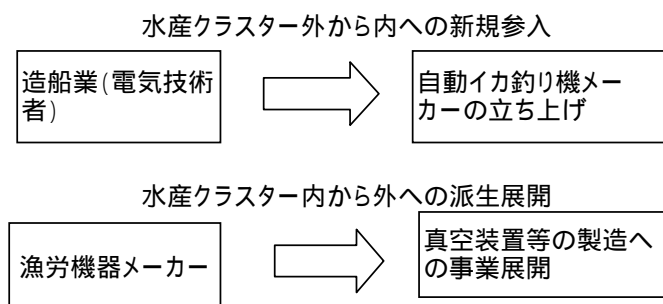 水産クラスター外から内への新規参入
造船業(電気技術
者)
自動イカ釣り機メー
カーの立ち上げ
水産クラスター内から外への派生展開
漁労機器メーカー
真空装置等の製造へ
の事業展開